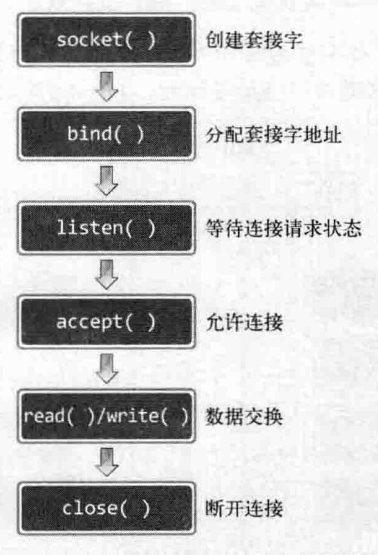 socket( ) 创建套接字
bind( ) 分配套接字地址
listen( ) 等待连接请求状态
accept( ) 允许连接
read( )/write( ) 数据交换
close( ) 断开连接